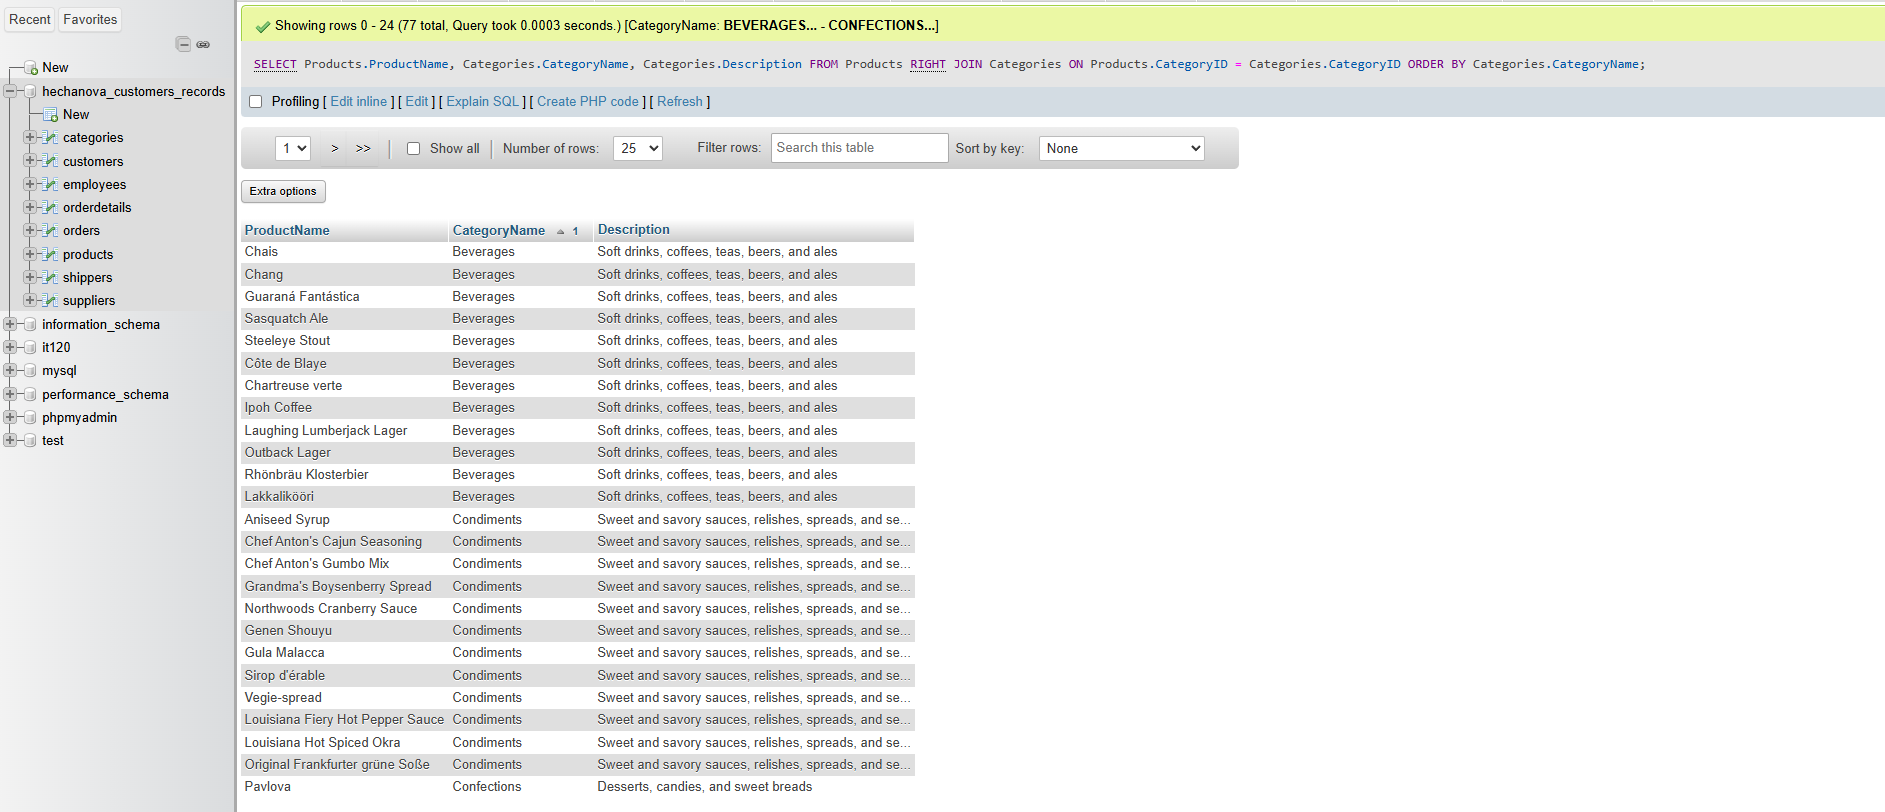 Recent Favorites
New
hechanova_customers_records
New
categories
customers
employees
orderdetails
orders
products
shippers
suppliers
information_schema
it120
mysql
performance_schema
phpmyadmin
test
Showing rows 0 - 24 (77 total, Query took 0.0003 seconds.) [CategoryName: BEVERAGES... - CONFECTIONS...]
SELECT Products.ProductName, Categories.CategoryName, Categories.Description FROM Products RIGHT JOIN Categories ON Products.CategoryID = Categories.CategoryID ORDER BY Categories.CategoryName;
Profiling [ Edit inline ] [ Edit ] [ Explain SQL ] [ Create PHP code ] [ Refresh ]
1 > >> Show all Number of rows: 25 Filter rows: Search this table Sort by key: None
Extra options
ProductName CategoryName 1 Description
Chais Beverages Soft drinks, coffees, teas, beers, and ales
Chang Beverages Soft drinks, coffees, teas, beers, and ales
Guaraná Fantástica Beverages Soft drinks, coffees, teas, beers, and ales
Sasquatch Ale Beverages Soft drinks, coffees, teas, beers, and ales
Steeleye Stout Beverages Soft drinks, coffees, teas, beers, and ales
Côte de Blaye Beverages Soft drinks, coffees, teas, beers, and ales
Chartreuse verte Beverages Soft drinks, coffees, teas, beers, and ales
Ipoh Coffee Beverages Soft drinks, coffees, teas, beers, and ales
Laughing Lumberjack Lager Beverages Soft drinks, coffees, teas, beers, and ales
Outback Lager Beverages Soft drinks, coffees, teas, beers, and ales
Rhönbräu Klosterbier Beverages Soft drinks, coffees, teas, beers, and ales
Lakkalikööri Beverages Soft drinks, coffees, teas, beers, and ales
Aniseed Syrup Condiments Sweet and savory sauces, relishes, spreads, and se...
Chef Anton's Cajun Seasoning Condiments Sweet and savory sauces, relishes, spreads, and se...
Chef Anton's Gumbo Mix Condiments Sweet and savory sauces, relishes, spreads, and se...
Grandma's Boysenberry Spread Condiments Sweet and savory sauces, relishes, spreads, and se...
Northwoods Cranberry Sauce Condiments Sweet and savory sauces, relishes, spreads, and se...
Genen Shouyu Condiments Sweet and savory sauces, relishes, spreads, and se...
Gula Malacca Condiments Sweet and savory sauces, relishes, spreads, and se...
Sirop d'érable Condiments Sweet and savory sauces, relishes, spreads, and se...
Vegie-spread Condiments Sweet and savory sauces, relishes, spreads, and se...
Louisiana Fiery Hot Pepper Sauce Condiments Sweet and savory sauces, relishes, spreads, and se...
Louisiana Hot Spiced Okra Condiments Sweet and savory sauces, relishes, spreads, and se...
Original Frankfurter grüne Soße Condiments Sweet and savory sauces, relishes, spreads, and se...
Pavlova Confections Desserts, candies, and sweet breads